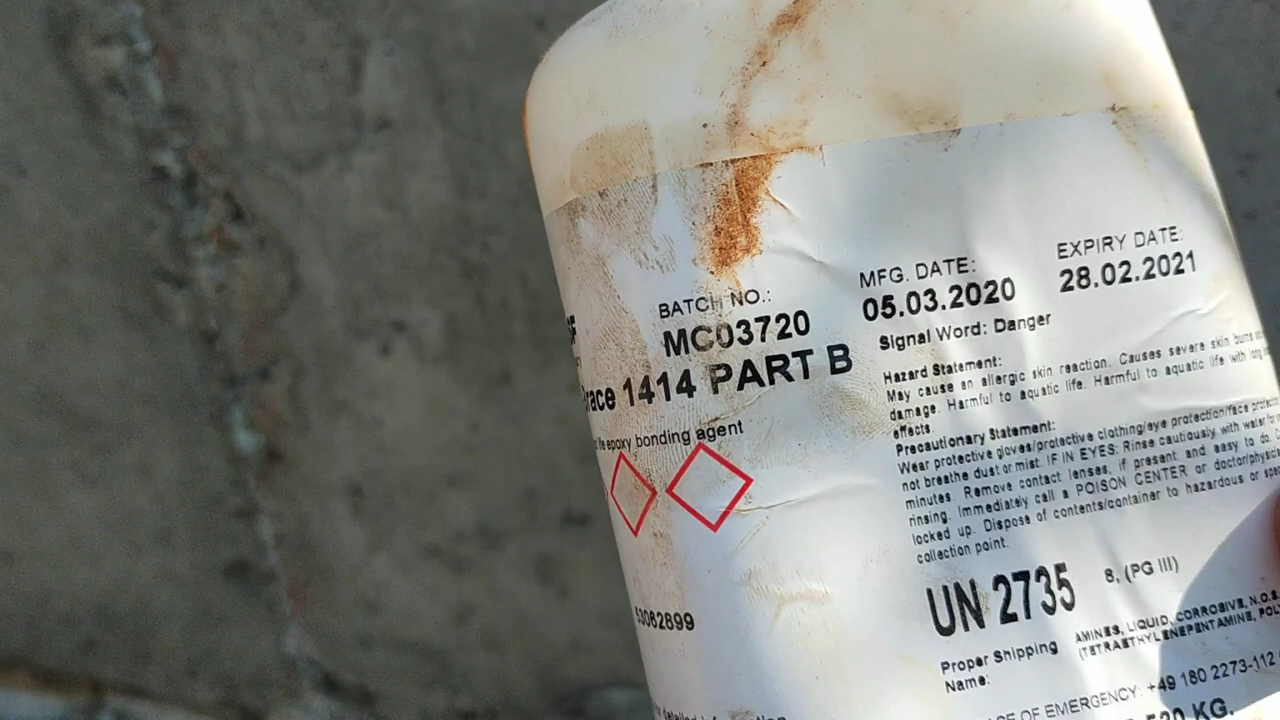 EXPIRY DATE:
28.02.2021
MFG. DATE:
05.03.2020
BATCH NO.:
MC03720
1414 PART B
epoxy bonding agent
Signal Word: Danger
Hazard Statement:
May cause an allergic skin reaction. Causes severe skin burns
damage. Harmful to aquatic life. Harmful to aquatic life with
effects.
Precautionary Statement:
Wear protective gloves/protective clothing/eye protection/face
not breathe dust or mist. IF IN EYES: Rinse cautiously with water
minutes. Remove contact lenses, if present and easy to do.
rinsing. Immediately call a POISON CENTER or
locked up. Dispose of contents/container to hazardous or
collection point.
UN 2735
8, (PG III)
Proper Shipping
Name:
AMINES, LIQUID, CORROSIVE, N.O.S.
(TETRAETHYLENEPENTAMINE,
OF EMERGENCY: +49 180 2273-112
KG.